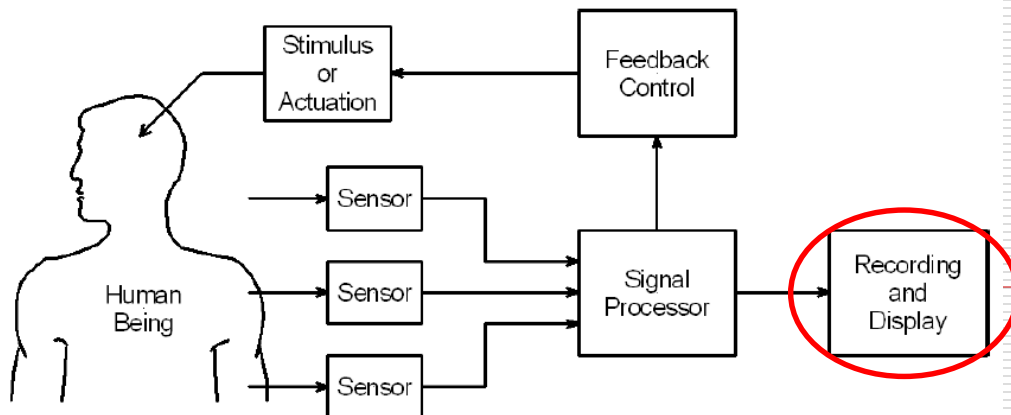 Stimulus
or
Actuation
Feedback
Control
Sensor
Human
Being
Sensor
Signal
Processor
Recording
and
Display
Sensor